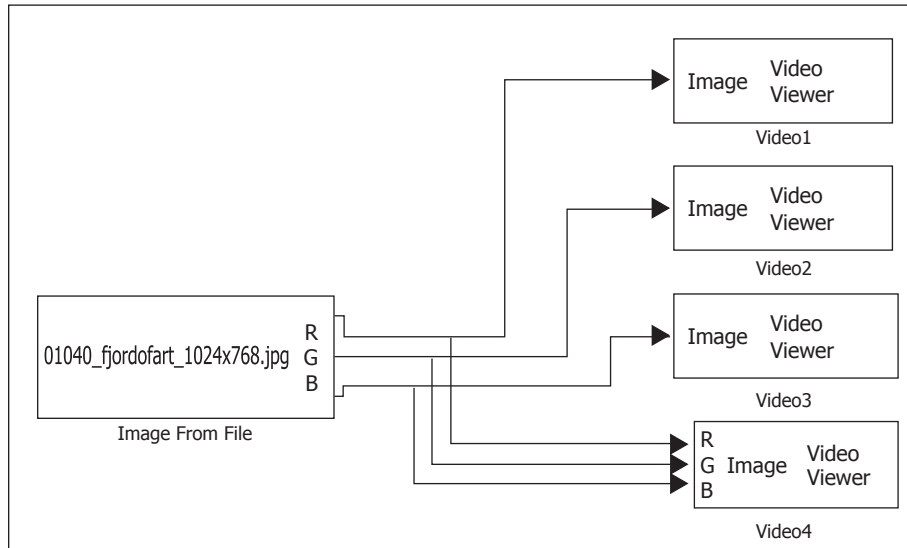 Image Video
Viewer
Video1
Image Video
Viewer
Video2
Image Video
Viewer
Video3
R
G
B
01040_fjordofart_1024x768.jpg
Image From File
R
G
B
Image Video
Viewer
Video4